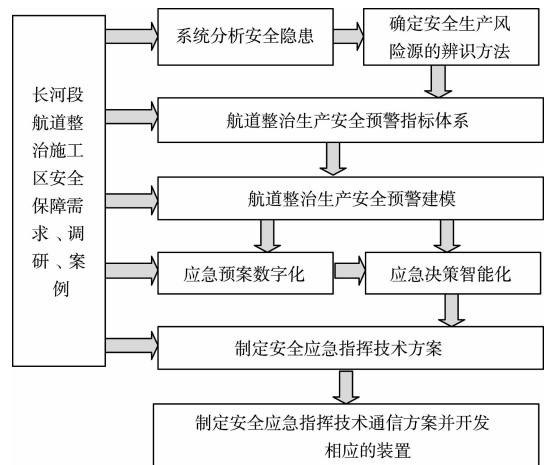 长河段
航道整
治施工
区安全
保障需
求、调
研、案
例
系统分析安全隐患
确定安全生产风
险源的辨识方法
航道整治生产安全预警指标体系
航道整治生产安全预警建模
应急预案数字化
应急决策智能化
制定安全应急指挥技术方案
制定安全应急指挥技术通信方案并开发
相应的装置